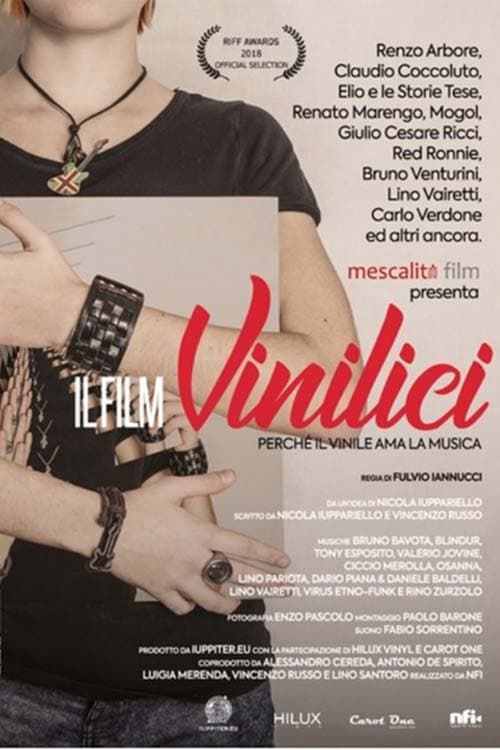 RIFF AWARDS
2018
OFFICIAL SELECTION
Renzo Arbore,
Claudio Coccoluto,
Elio e le Storie Tese,
Renato Marengo, Mogol,
Giulio Cesare Ricci,
Red Ronnie,
Bruno Venturini,
Lino Vairetti,
Carlo Verdone
ed altri ancora.
mescalito film
presenta
IL FILM Vinilici
PERCHÉ IL VINILE AMA LA MUSICA
REGIA DI FULVIO IANNUCCI
DA UN'IDEA DI NICOLA IUPPARIELLO
SCRITTO DA NICOLA IUPPARIELLO E VINCENZO RUSSO
MUSICHE BRUNO BAVOTA, BLINDUR,
TONY ESPOSITO, VALERIO JOVINE,
CICCIO MEROLLA, OSANNA,
LINO PARIOTA, DARIO PIANA & DANIELE BALDELLI,
LINO VAIRETTI, VIRUS ETNO-FUNK E RINO ZURZOLO
FOTOGRAFIA ENZO PASCOLO MONTAGGIO PAOLO BARONE
SUONO FABIO SORRENTINO
PRODOTTO DA IUPPITER.EU CON LA PARTECIPAZIONE DI HILUX VINYL E CAROT ONE
COPRODOTTO DA ALESSANDRO CEREDA, ANTONIO DE SPIRITO,
LUIGIA MERENDA, VINCENZO RUSSO E LINO SANTORO REALIZZATO DA NFI
IUPPITER.EU
HILUX
Carot One
nfi